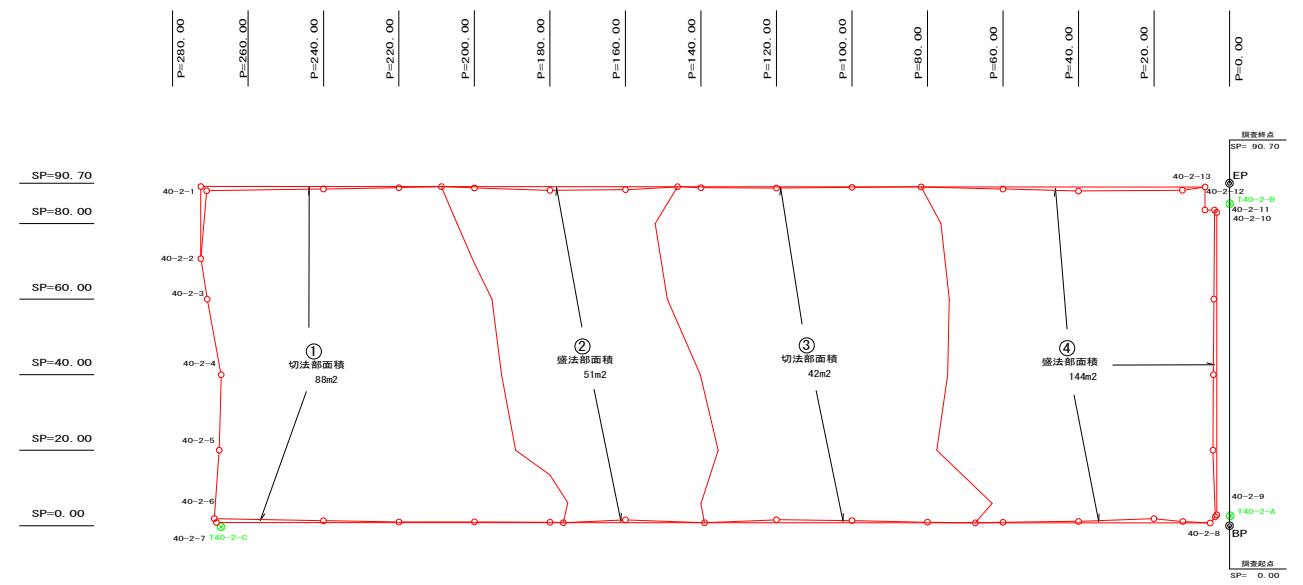 P=280.00
P=260.00
P=240.00
P=220.00
P=200.00
P=180.00
P=160.00
P=140.00
P=120.00
P=100.00
P=80.00
P=60.00
P=40.00
P=20.00
P=0.00
調査終点
SP= 90.70
EP
SP=90.70
SP=80.00
SP=60.00
SP=40.00
SP=20.00
SP=0.00
40-2-1
40-2-2
40-2-3
40-2-4
40-2-5
40-2-6
40-2-7
T40-2-C
①
切法部面積
88m2
②
盛法部面積
51m2
③
切法部面積
42m2
④
盛法部面積
144m2
40-2-13
40-2-12
T40-2-B
40-2-11
40-2-10
40-2-9
T40-2-A
40-2-8
BP
調査起点
SP= 0.00